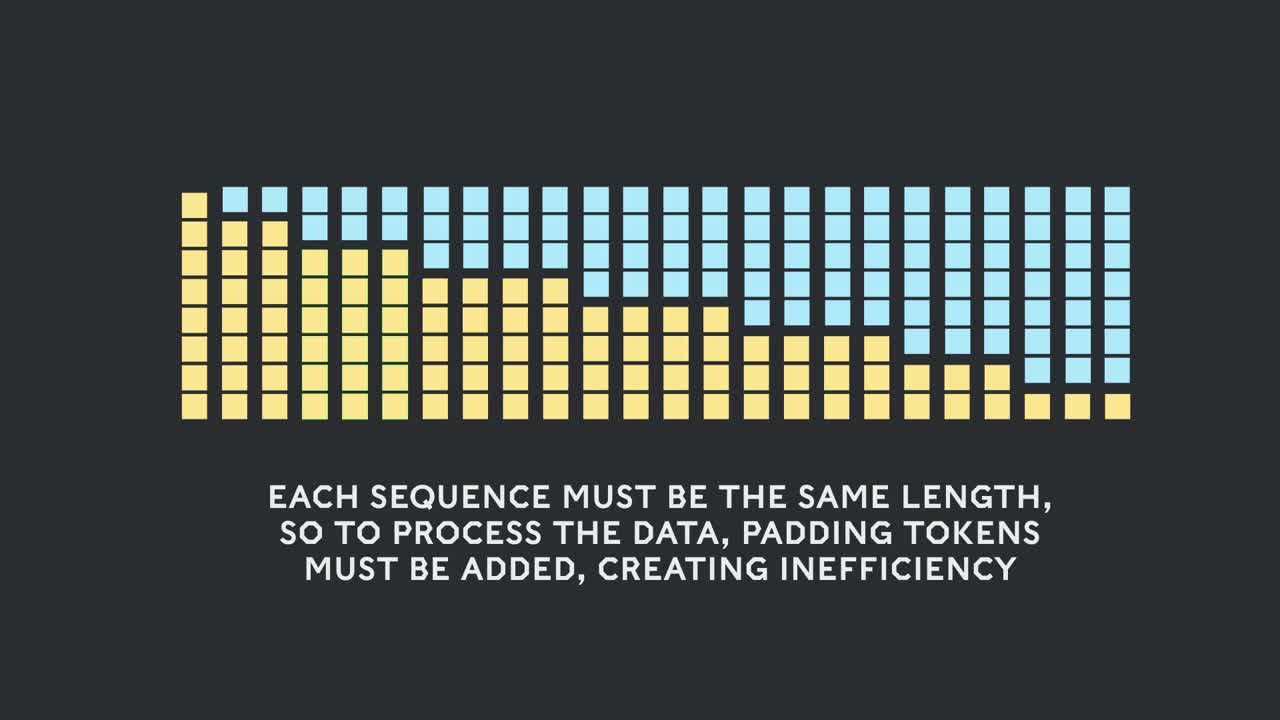 EACH SEQUENCE MUST BE THE SAME LENGTH,
SO TO PROCESS THE DATA, PADDING TOKENS
MUST BE ADDED, CREATING INEFFICIENCY